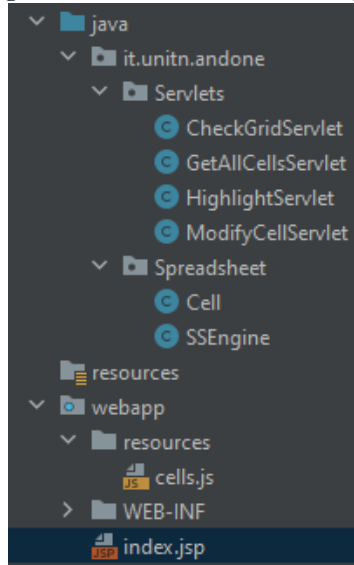 java
it.unitn.andone
Servlets
CheckGridServlet
GetAllCellsServlet
HighlightServlet
ModifyCellServlet
Spreadsheet
Cell
SSEngine
resources
webapp
resources
cells.js
WEB-INF
index.jsp